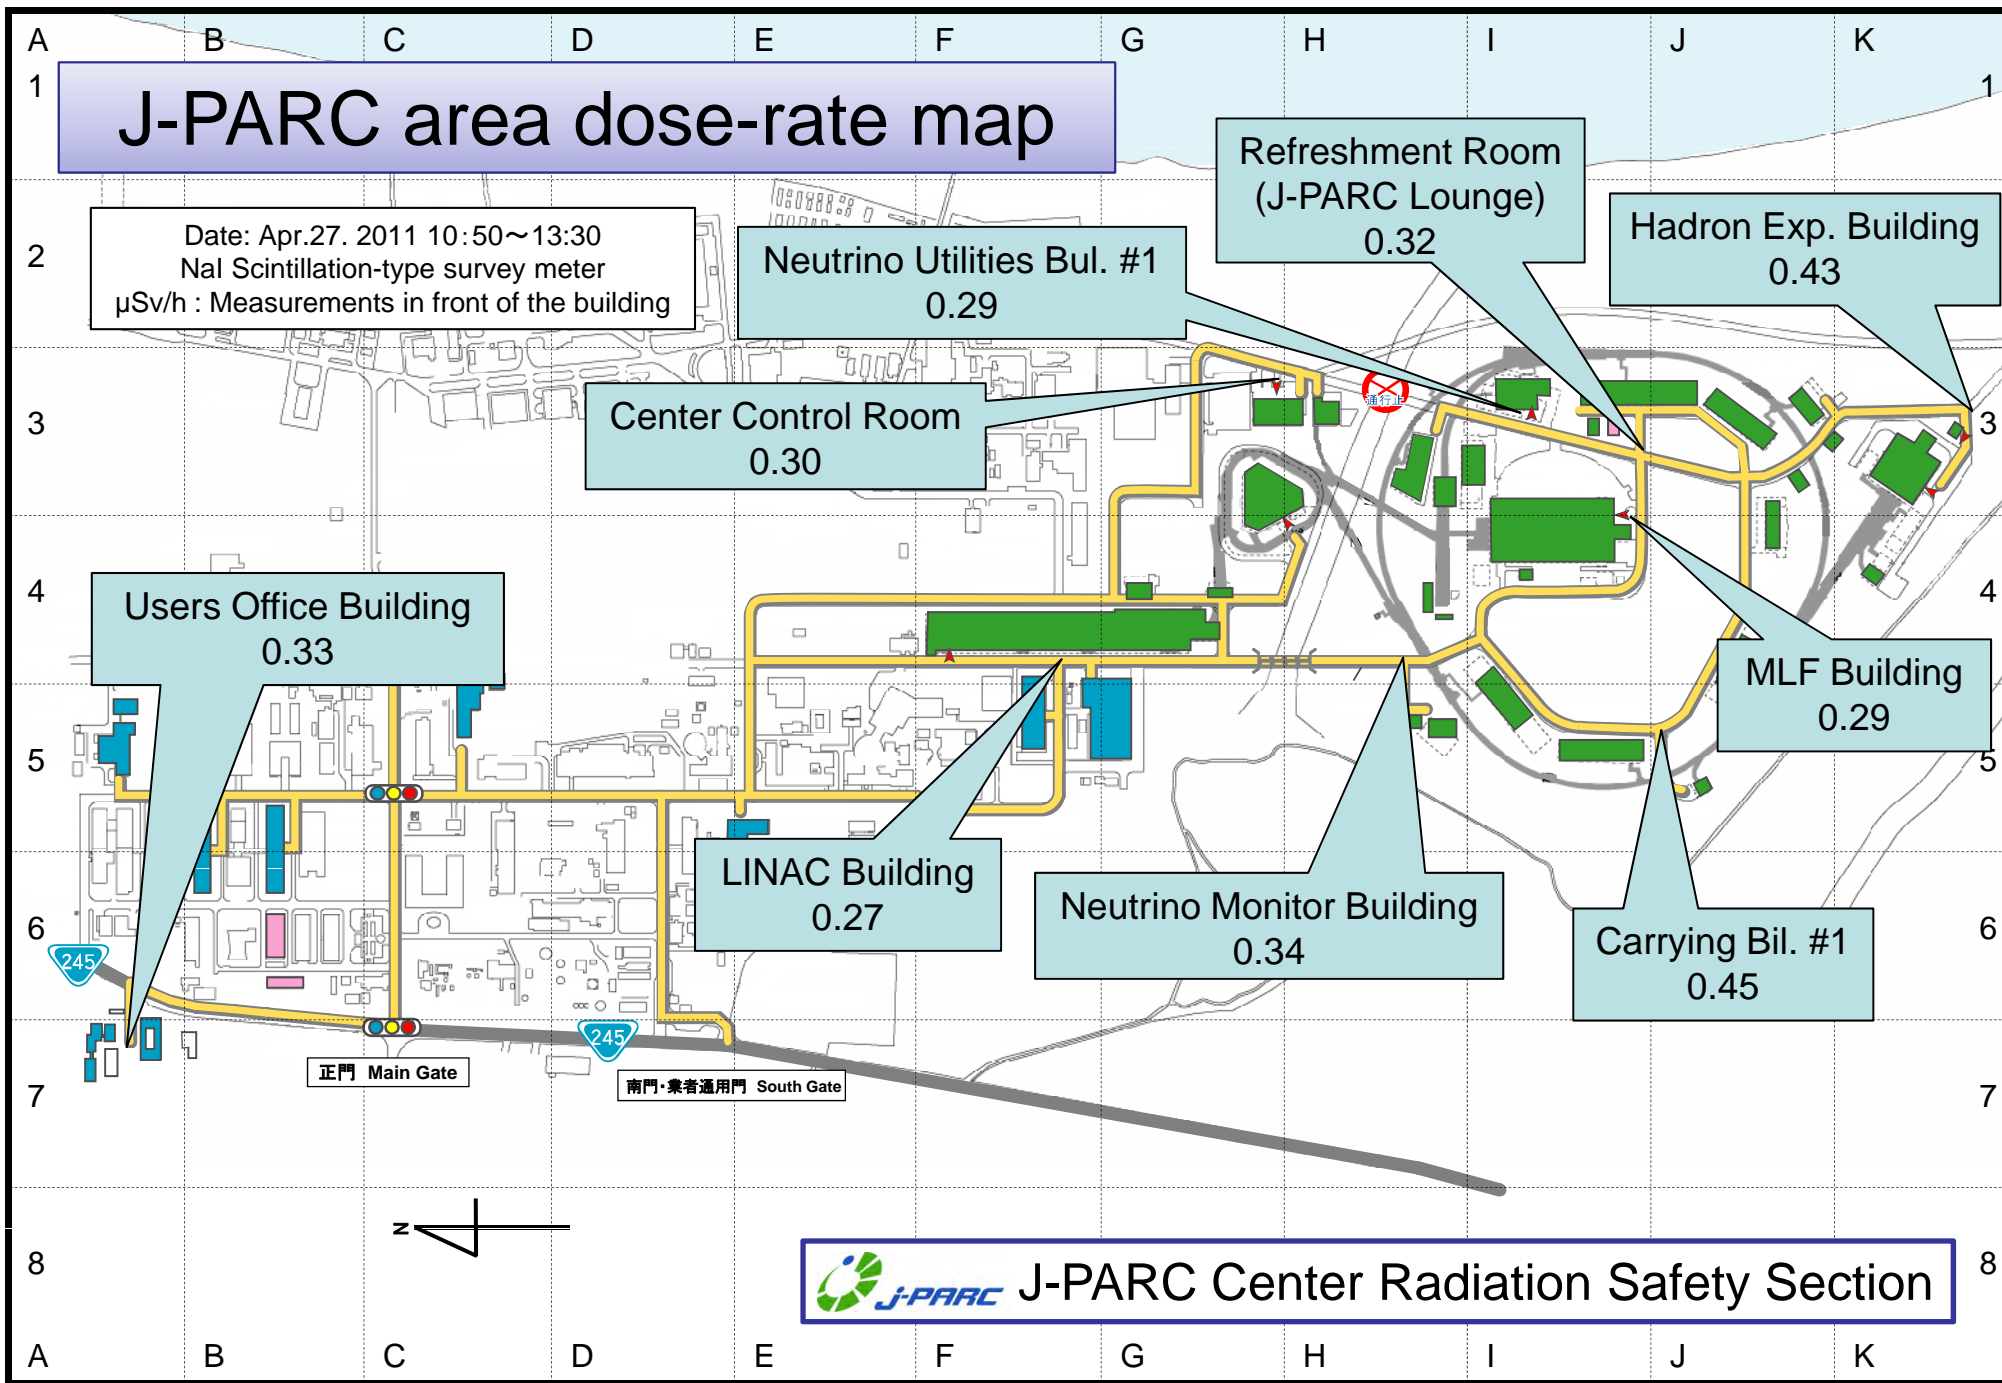 A B C D E F G H I J K
1 1
J-PARC area dose-rate map
Refreshment Room
(J-PARC Lounge)
0.32
Hadron Exp. Building
0.43
2
Date: Apr.27. 2011 10:50～13:30
NaI Scintillation-type survey meter
μSv/h : Measurements in front of the building
Neutrino Utilities Bul. #1
0.29
3 3
Center Control Room
0.30
通行止
4 4
Users Office Building
0.33
MLF Building
0.29
5 5
LINAC Building
0.27
Neutrino Monitor Building
0.34
Carrying Bil. #1
0.45
6 6
245
245
正門 Main Gate
南門・業者通用門 South Gate
7 7
N
8 8
J-PARC J-PARC Center Radiation Safety Section
A B C D E F G H I J K